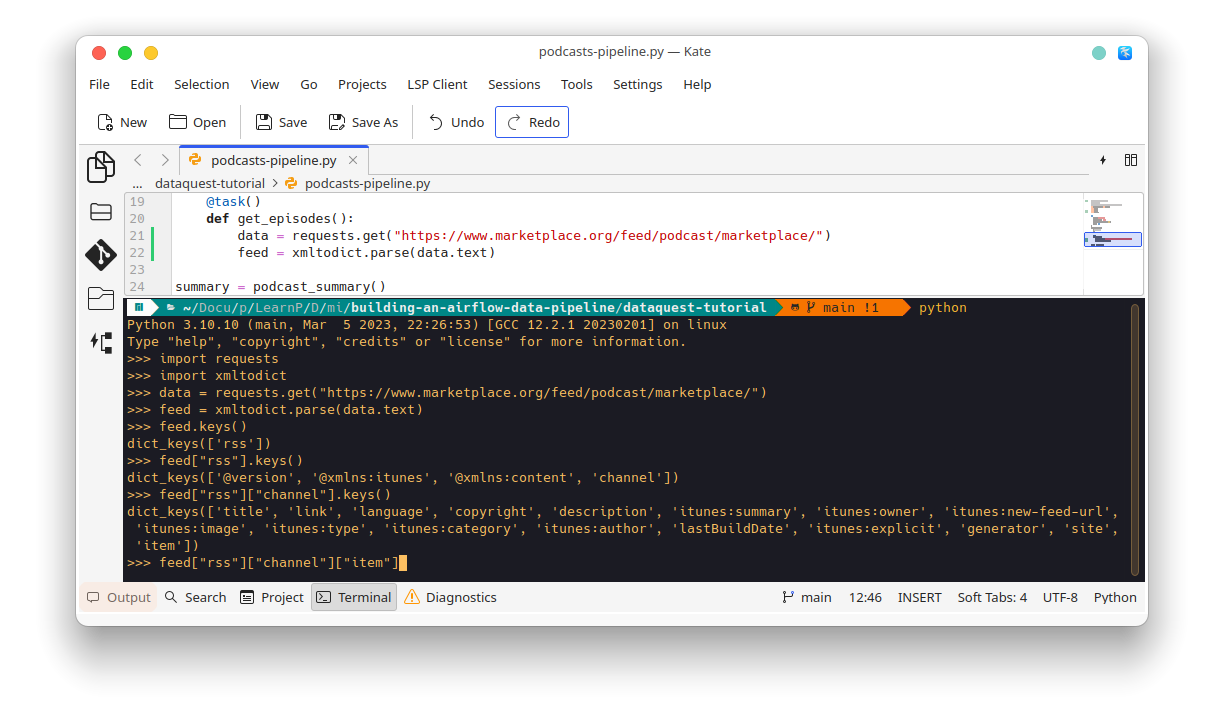 podcasts-pipeline.py — Kate
File Edit Selection View Go Projects LSP Client Sessions Tools Settings Help
New Open Save Save As Undo Redo
podcasts-pipeline.py
... dataquest-tutorial > podcasts-pipeline.py
19 @task()
20 def get_episodes():
21 data = requests.get("https://www.marketplace.org/feed/podcast/marketplace/")
22 feed = xmltodict.parse(data.text)
23
24 summary = podcast_summary()
~/Docu/p/LearnP/D/mi/building-an-airflow-data-pipeline/dataquest-tutorial main !1 python
Python 3.10.10 (main, Mar  5 2023, 22:26:53) [GCC 12.2.1 20230201] on linux
Type "help", "copyright", "credits" or "license" for more information.
>>> import requests
>>> import xmltodict
>>> data = requests.get("https://www.marketplace.org/feed/podcast/marketplace/")
>>> feed = xmltodict.parse(data.text)
>>> feed.keys()
dict_keys(['rss'])
>>> feed["rss"].keys()
dict_keys(['@version', '@xmlns:itunes', '@xmlns:content', 'channel'])
>>> feed["rss"]["channel"].keys()
dict_keys(['title', 'link', 'language', 'copyright', 'description', 'itunes:summary', 'itunes:owner', 'itunes:new-feed-url',
'itunes:image', 'itunes:type', 'itunes:category', 'itunes:author', 'lastBuildDate', 'itunes:explicit', 'generator', 'site',
'item'])
>>> feed["rss"]["channel"]["item"]
Output Search Project Terminal Diagnostics main 12:46 INSERT Soft Tabs: 4 UTF-8 Python